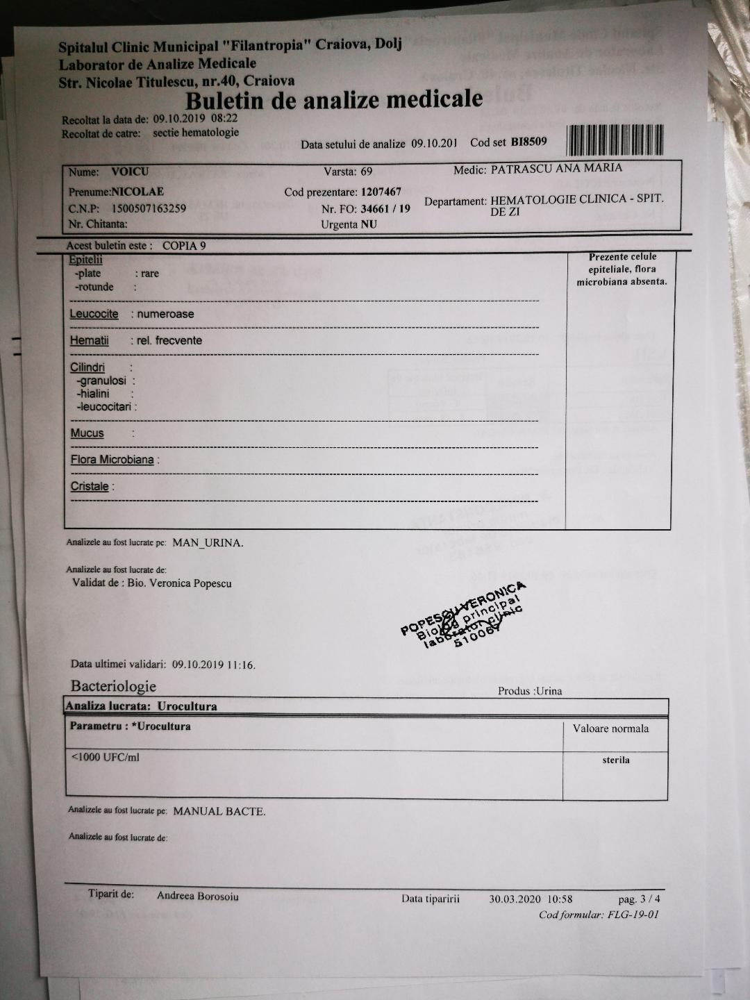 Spitalul Clinic Municipal "Filantropia" Craiova, Dolj
Laborator de Analize Medicale
Str. Nicolae Titulescu, nr.40, Craiova
Buletin de analize medicale
Recoltat la data de: 09.10.2019 08:22
Recoltat de catre: sectie hematologie
Data setului de analize 09.10.201 Cod set BI8509
Nume: VOICU Varsta: 69 Medic: PATRASCU ANA MARIA
Prenume:NICOLAE Cod prezentare: 1207467
C.N.P: 1500507163259 Nr. FO: 34661 / 19 Departament: HEMATOLOGIE CLINICA - SPIT.
DE ZI
Nr. Chitanta: Urgenta NU
Acest buletin este : COPIA 9
Epitelii Prezente celule
-plate : rare epiteliale, flora
-rotunde : microbiana absenta.
Leucocite : numeroase
Hematii : rel. frecvente
Cilindri :
-granulosi :
-hialini :
-leucocitari :
Mucus :
Flora Microbiana :
Cristale :
Analizele au fost lucrate pe: MAN_URINA.
Analizele au fost lucrate de:
Validat de : Bio. Veronica Popescu
POPESCU VERONICA
Biolog principal
laborator clinic
510067
Data ultimei validari: 09.10.2019 11:16.
Bacteriologie Produs :Urina
Analiza lucrata: Urocultura
Parametru : *Urocultura Valoare normala
<1000 UFC/ml sterila
Analizele au fost lucrate pe: MANUAL BACTE.
Analizele au fost lucrate de:
Tiparit de: Andreea Borosoiu Data tiparirii 30.03.2020 10:58 pag. 3 / 4
Cod formular: FLG-19-01